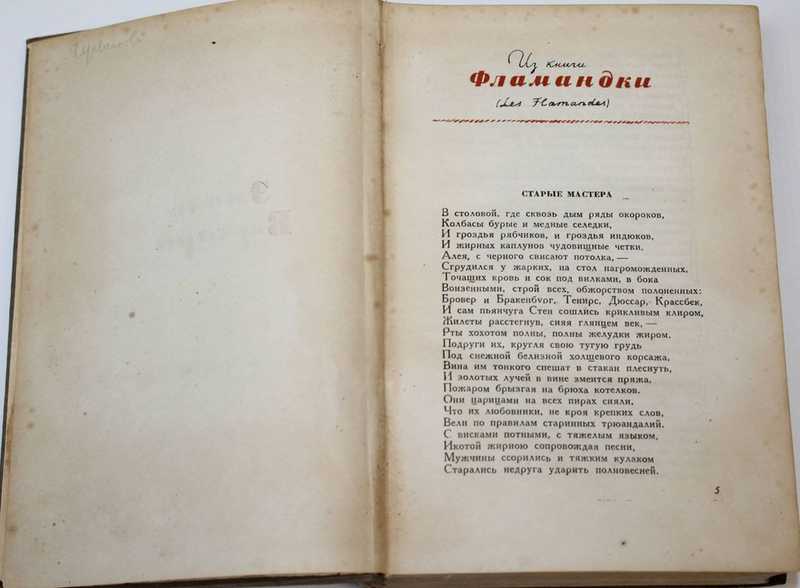 Из книги
Фламандки
(Les Flamandes)
СТАРЫЕ МАСТЕРА
В столовой, где сквозь дым ряды окороков,
Колбасы бурые и медные селедки,
И гроздья рябчиков, и гроздья индюков,
И жирных каплунов чудовищные четки,
Алея, с черного свисают потолка, —
Сгрудился у жарких, на стол нагроможденных,
Точащих кровь и сок под вилками, в бока
Вонзенными, строй всех, обжорством полоненных:
Бровер и Бракенбург, Тенирс, Дюссар, Крассбек,
И сам пьянчуга Стен сошлись крикливым клиром,
Жилеты расстегнув, сияя глянцем век, —
Рты хохотом полны, полны желудки жиром.
Подруги их, кругля свою тугую грудь
Под снежной белизной холщевого корсажа,
Вина им тонкого спешат в стакан плеснуть,
И золотых лучей в вине змеится пряжа,
Пожаром брызгая на брюха котелков.
Они царицами на всех пирах сияли,
Что их любовники, не кроя крепких слов,
Вели по правилам старинных трюандалий.
С висками потными, с тяжелым языком,
Икотой жирною сопровождая песни,
Мужчины ссорились и тяжким кулаком
Старались недруга ударить полновесней.
5